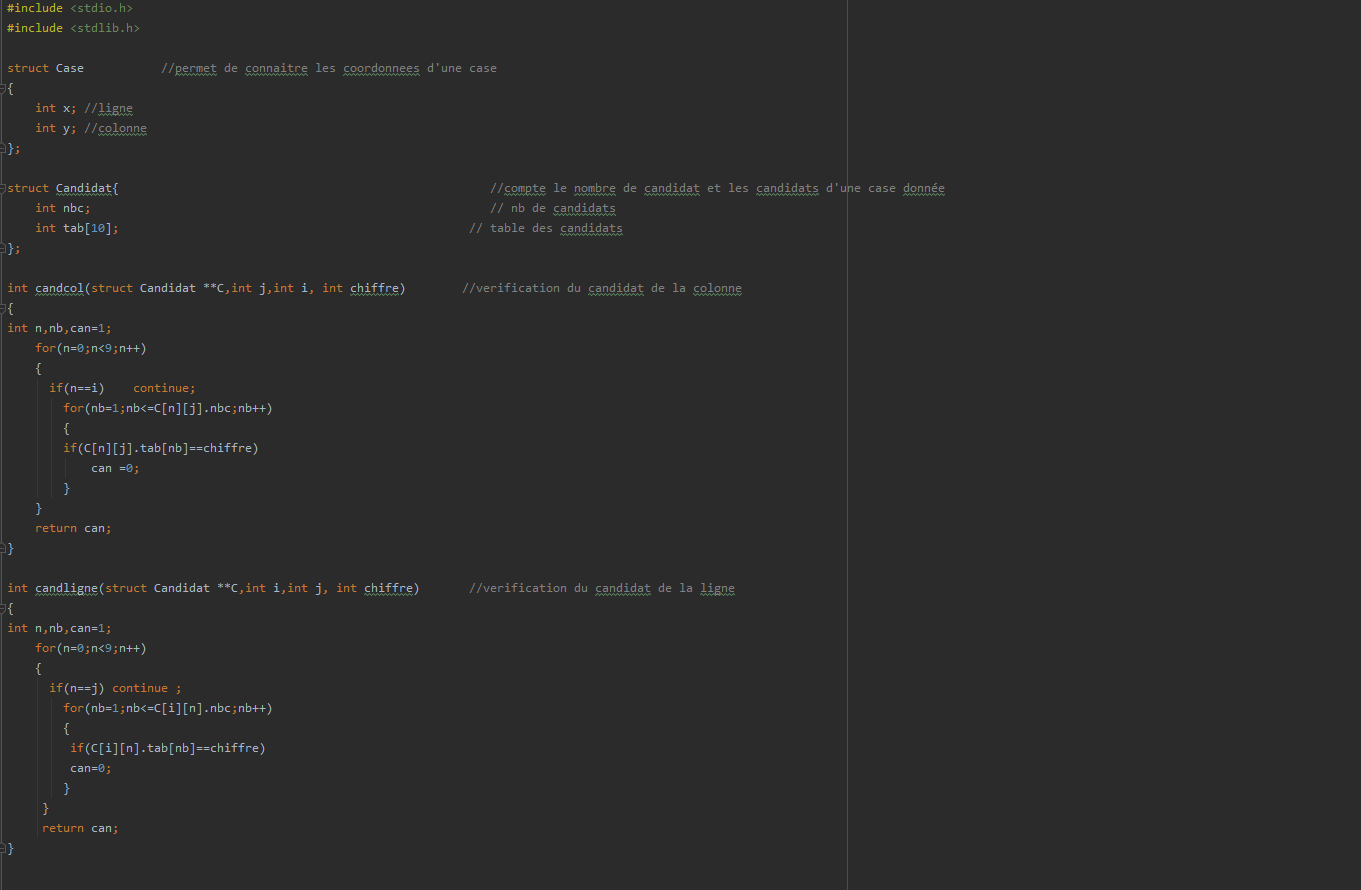 #include <stdio.h>
#include <stdlib.h>
struct Case //permet de connaitre les coordonnees d'une case
{
int x; //ligne
int y; //colonne
};
struct Candidat{ //compte le nombre de candidat et les candidats d'une case donnée
int nbc; // nb de candidats
int tab[10]; // table des candidats
};
int candcol(struct Candidat **C,int j,int i, int chiffre) //verification du candidat de la colonne
{
int n,nb,can=1;
for(n=0;n<9;n++)
{
if(n==i) continue;
for(nb=1;nb<=C[n][j].nbc;nb++)
{
if(C[n][j].tab[nb]==chiffre)
can =0;
}
}
return can;
}
int candligne(struct Candidat **C,int i,int j, int chiffre) //verification du candidat de la ligne
{
int n,nb,can=1;
for(n=0;n<9;n++)
{
if(n==j) continue ;
for(nb=1;nb<=C[i][n].nbc;nb++)
{
if(C[i][n].tab[nb]==chiffre)
can=0;
}
}
return can;
}